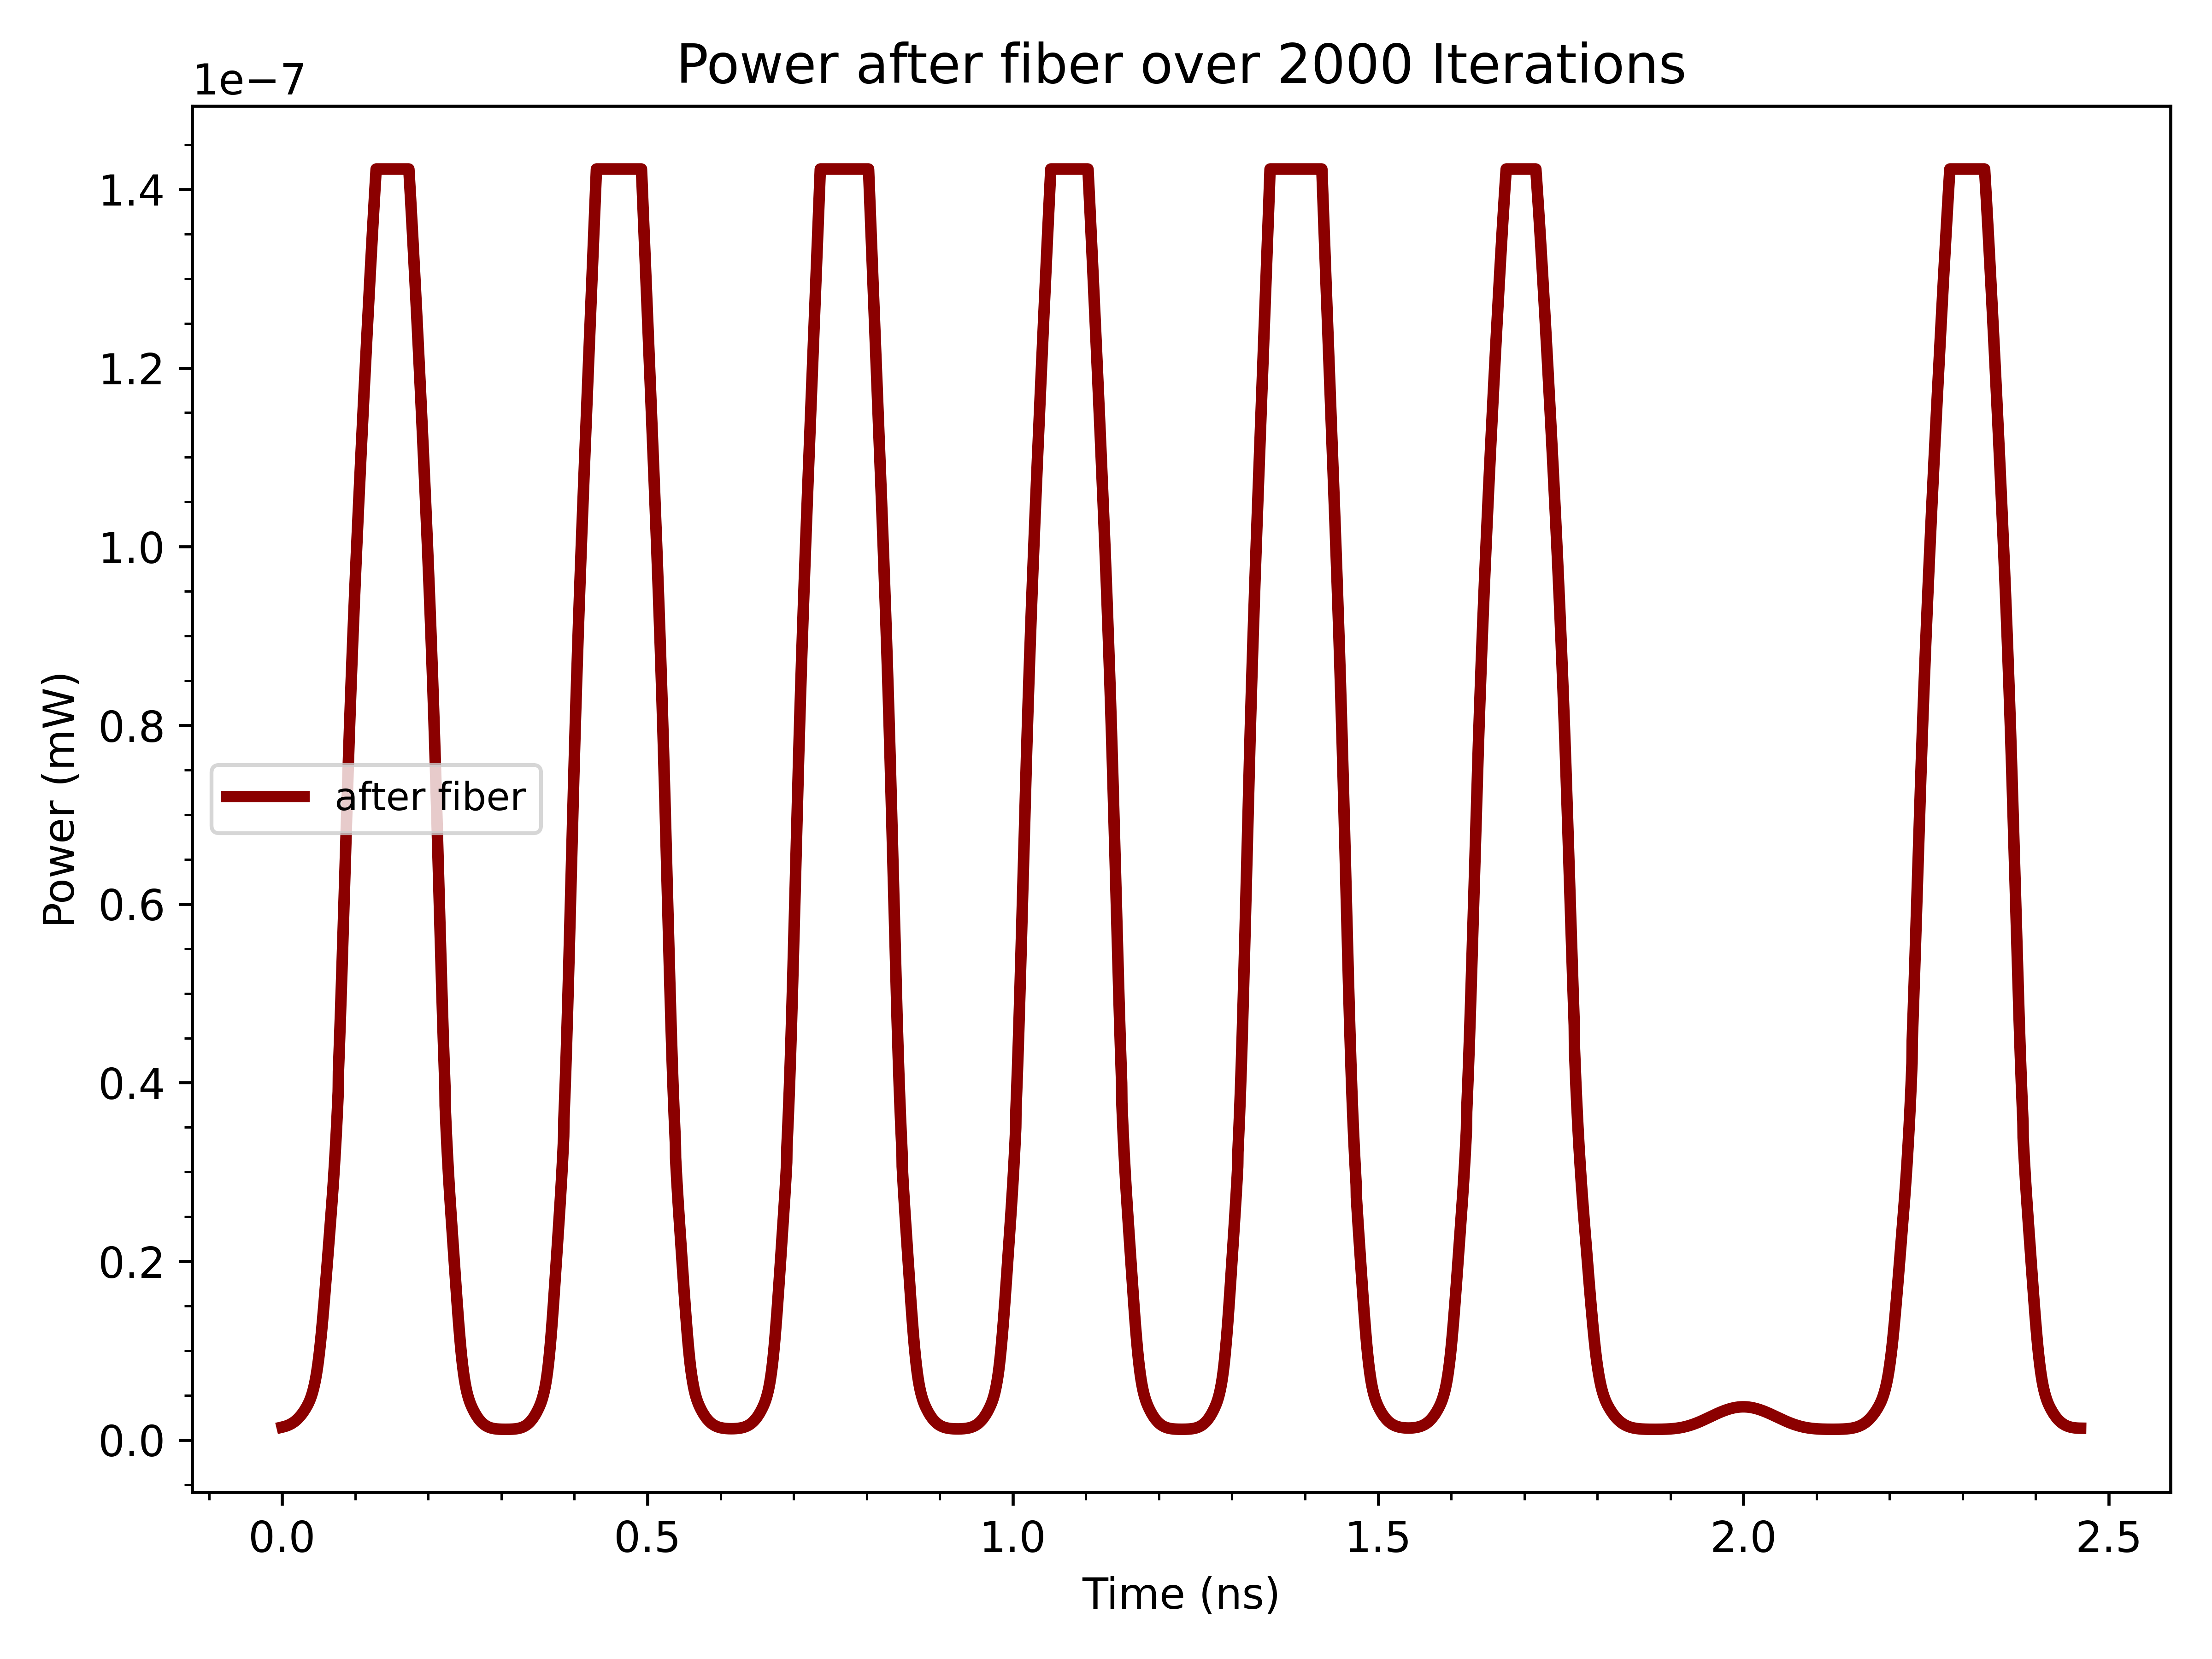 Power after fiber over 2000 Iterations
1e−7
1.4
1.2
1.0
0.8
0.6
0.4
0.2
0.0
Power (mW)
after fiber
0.0 0.5 1.0 1.5 2.0 2.5
Time (ns)